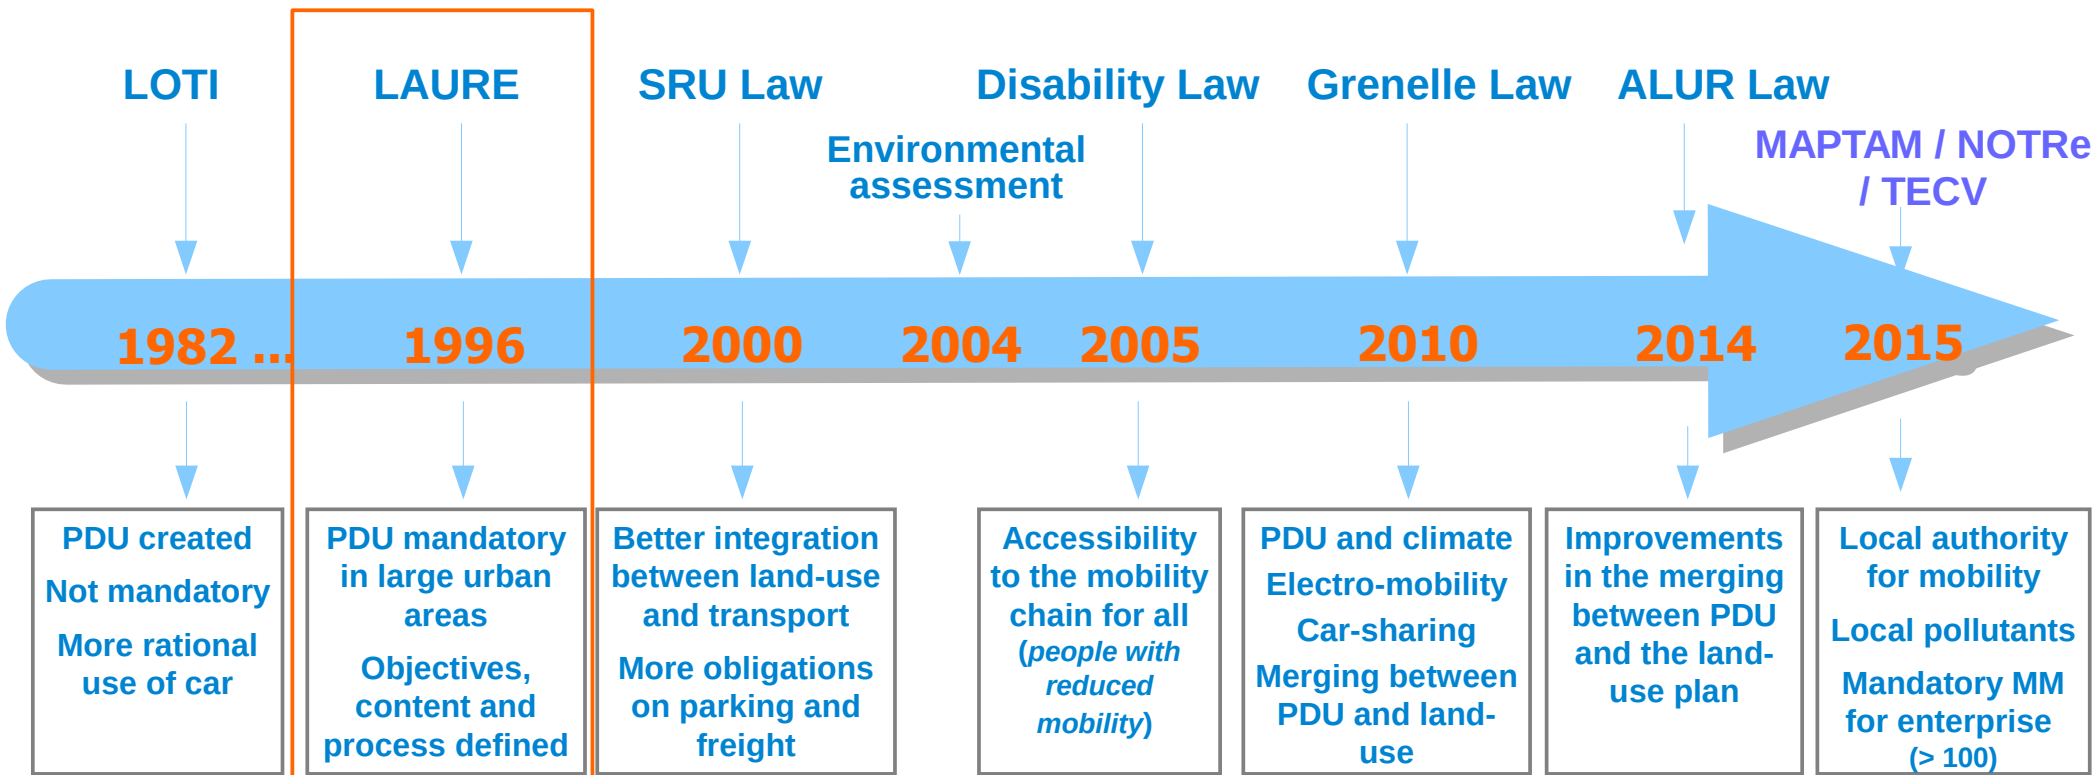 LOTI
LAURE
SRU Law
Disability Law
Grenelle Law
ALUR Law
Environmental
assessment
MAPTAM / NOTRe
/ TECV
1982 ...
1996
2000
2004
2005
2010
2014
2015
PDU created
Not mandatory
More rational
use of car
PDU mandatory
in large urban
areas
Objectives,
content and
process defined
Better integration
between land-use
and transport
More obligations
on parking and
freight
Accessibility
to the mobility
chain for all
(people with
reduced
mobility)
PDU and climate
Electro-mobility
Car-sharing
Merging between
PDU and land-
use
Improvements
in the merging
between PDU
and the land-
use plan
Local authority
for mobility
Local pollutants
Mandatory MM
for enterprise
(> 100)